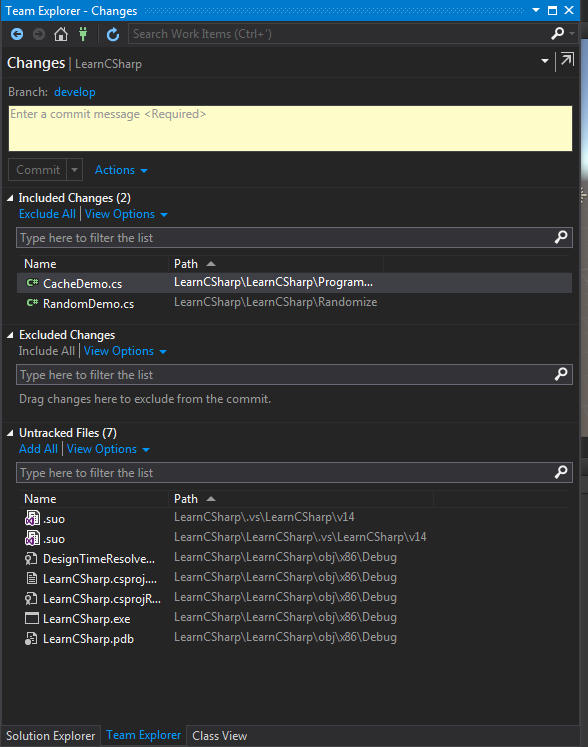 Team Explorer - Changes
Search Work Items (Ctrl+')
Changes | LearnCSharp
Branch: develop
Enter a commit message <Required>
Commit Actions
Included Changes (2)
Exclude All | View Options
Type here to filter the list
Name Path
C# CacheDemo.cs LearnCSharp\LearnCSharp\Program...
C# RandomDemo.cs LearnCSharp\LearnCSharp\Randomize
Excluded Changes
Include All | View Options
Type here to filter the list
Drag changes here to exclude from the commit.
Untracked Files (7)
Add All | View Options
Type here to filter the list
Name Path
.suo LearnCSharp\.vs\LearnCSharp\v14
.suo LearnCSharp\LearnCSharp\.vs\LearnCSharp\v14
DesignTimeResolve... LearnCSharp\LearnCSharp\obj\x86\Debug
LearnCSharp.csproj.... LearnCSharp\LearnCSharp\obj\x86\Debug
LearnCSharp.csprojR... LearnCSharp\LearnCSharp\obj\x86\Debug
LearnCSharp.exe LearnCSharp\LearnCSharp\obj\x86\Debug
LearnCSharp.pdb LearnCSharp\LearnCSharp\obj\x86\Debug
Solution Explorer Team Explorer Class View